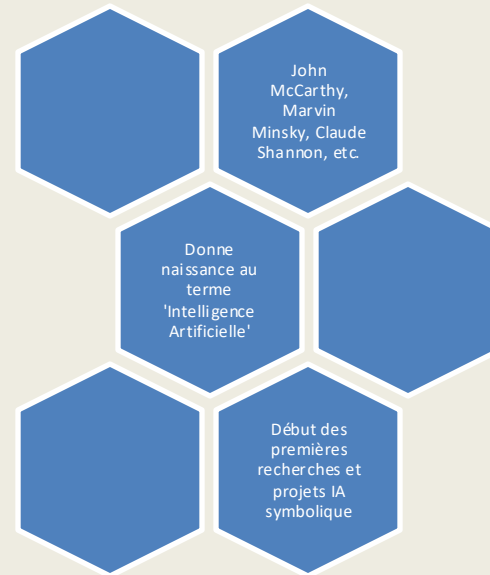 John
McCarthy,
Marvin
Minsky, Claude
Shannon, etc.
Donne
naissance au
terme
'Intelligence
Artificielle'
Début des
premières
recherches et
projets IA
symbolique